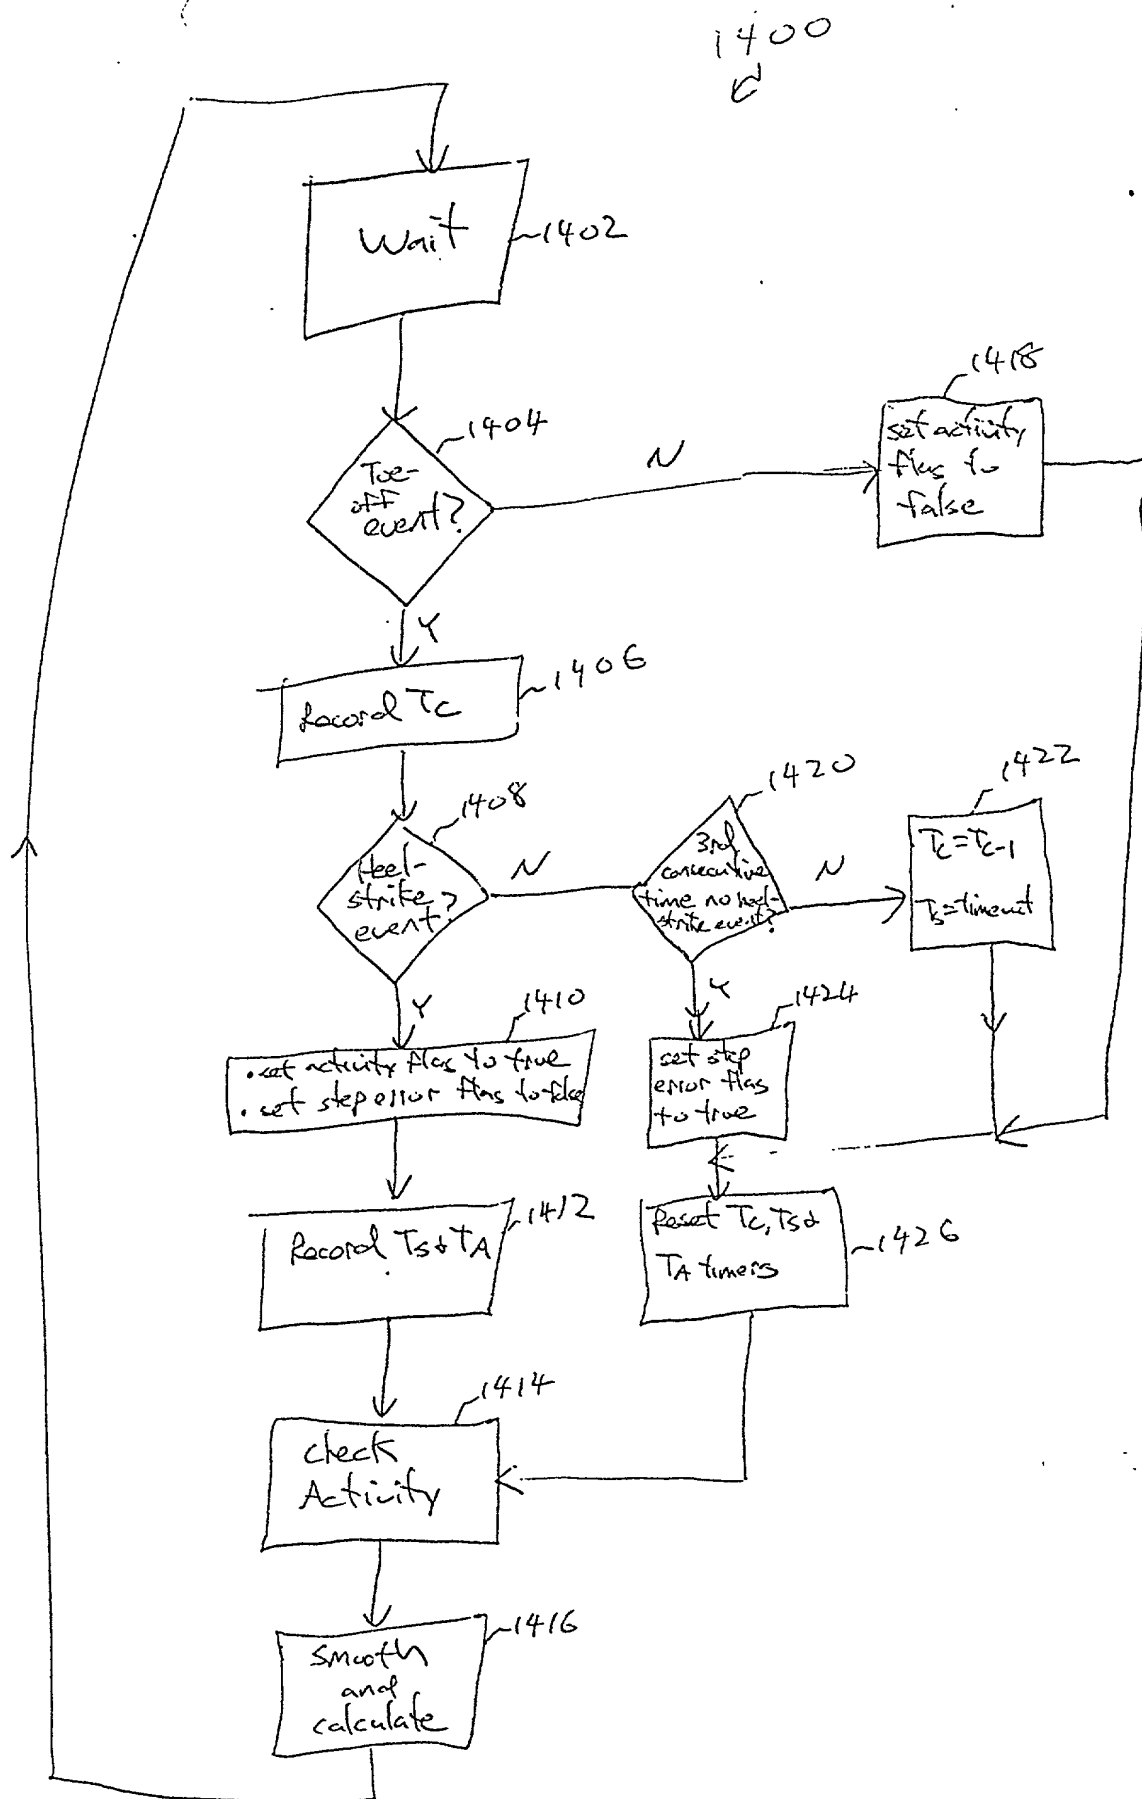 1400
Wait
1402
1418
set activity
flag to
false
1404
Toe-
off
event?
N
Y
1406
Record TC
1408
Heel-
strike
event?
N
1420
3rd
consecutive
time no heel-
strike event?
N
1422
TC=TC-1
TS=timeout
Y
1410
• set activity flag to true
• set step error flag to false
Y
1424
set step
error flag
to true
1412
Record TS & TA
Reset TC, TS &
TA timers
1426
1414
Check
Activity
1416
Smooth
and
calculate